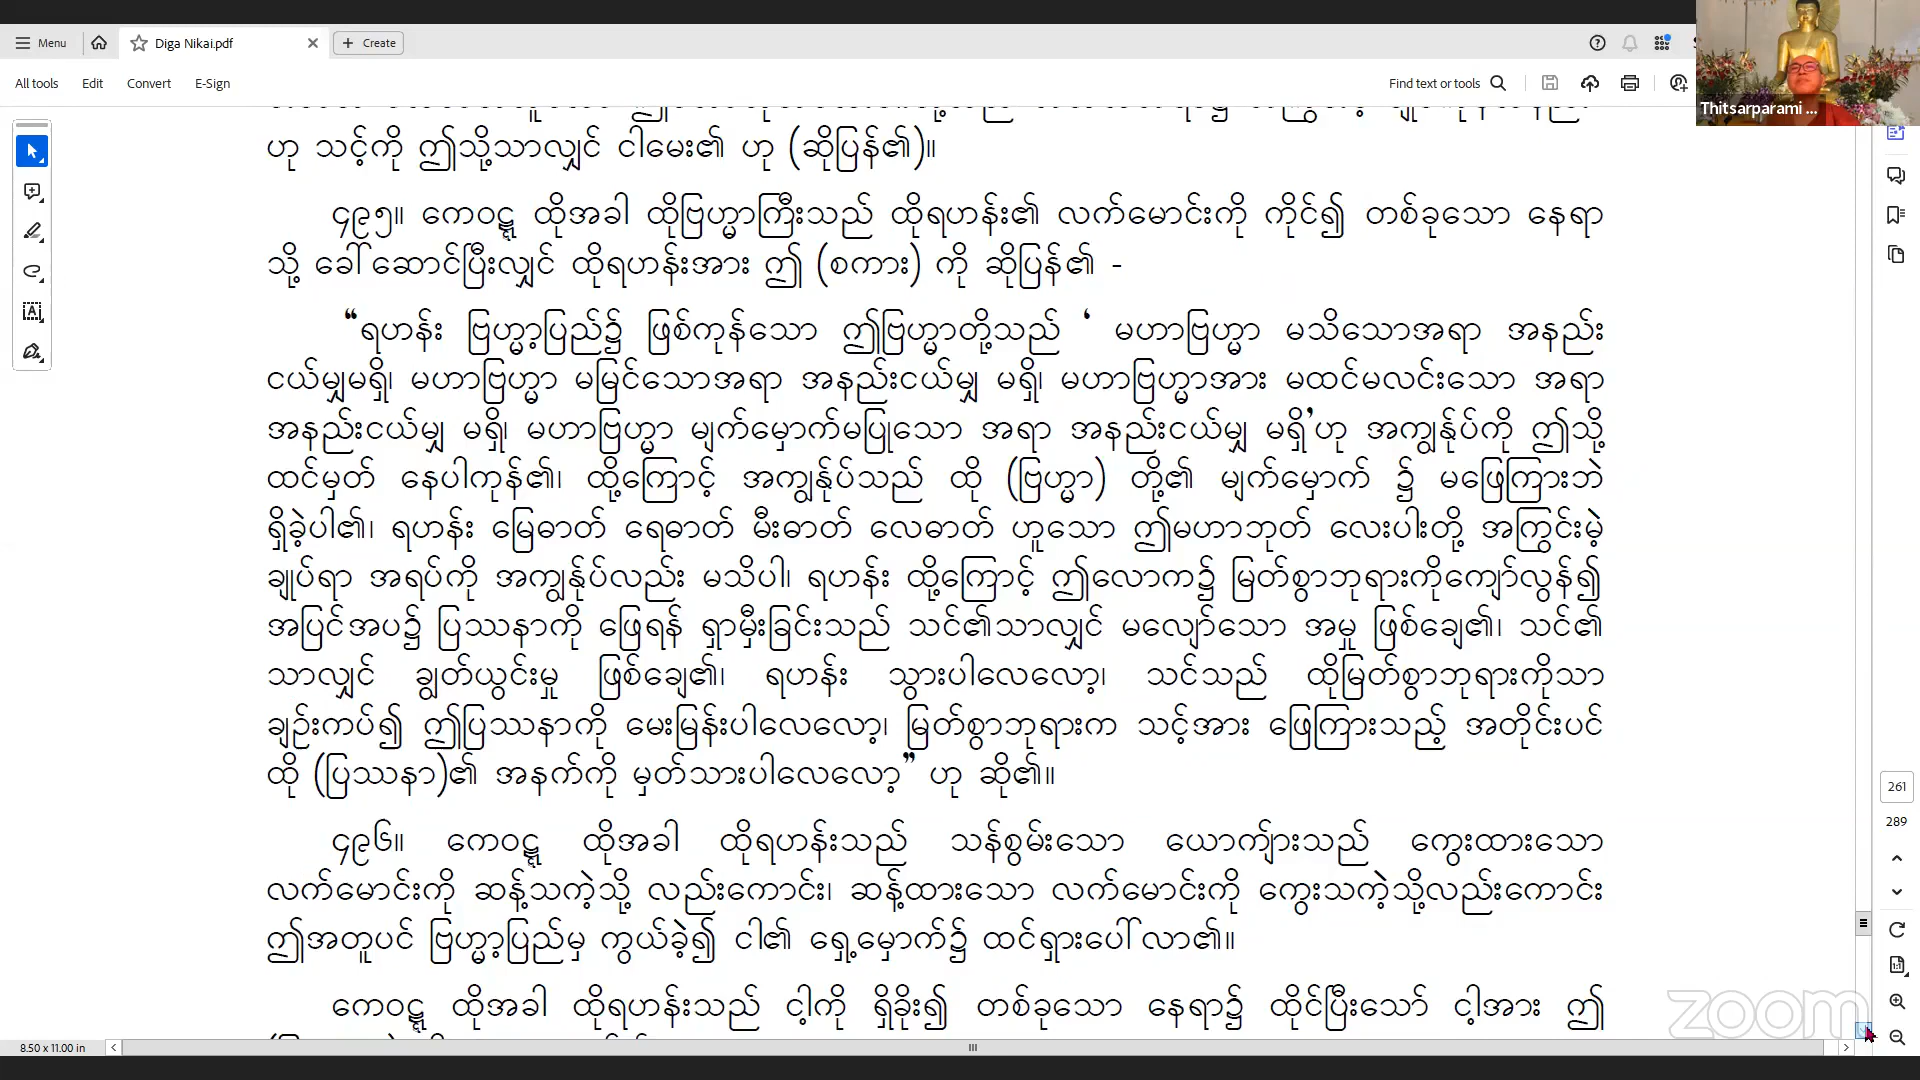 Menu
Diga Nikai.pdf
Create
All tools
Edit
Convert
E-Sign
Find text or tools
Thitsarparami ...
ဟု သင့်ကို ဤသို့သာလျှင် ငါမေး၏ ဟု (ဆိုပြန်၏)။
၄၉၅။ ကေဝဋ္ဋ ထိုအခါ ထိုဗြဟ္မာကြီးသည် ထိုရဟန်း၏ လက်မောင်းကို ကိုင်၍ တစ်ခုသော နေရာ
သို့ ခေါ်ဆောင်ပြီးလျှင် ထိုရဟန်းအား ဤ (စကား) ကို ဆိုပြန်၏ -
“ရဟန်း ဗြဟ္မာ့ပြည်၌ ဖြစ်ကုန်သော ဤဗြဟ္မာတို့သည် ‘ မဟာဗြဟ္မာ မသိသောအရာ အနည်း
ငယ်မျှမရှိ၊ မဟာဗြဟ္မာ မမြင်သောအရာ အနည်းငယ်မျှ မရှိ၊ မဟာဗြဟ္မာအား မထင်မလင်းသော အရာ
အနည်းငယ်မျှ မရှိ၊ မဟာဗြဟ္မာ မျက်မှောက်မပြုသော အရာ အနည်းငယ်မျှ မရှိ’ဟု အကျွန်ုပ်ကို ဤသို့
ထင်မှတ် နေပါကုန်၏၊ ထို့ကြောင့် အကျွန်ုပ်သည် ထို (ဗြဟ္မာ) တို့၏ မျက်မှောက် ၌ မဖြေကြားဘဲ
ရှိခဲ့ပါ၏၊ ရဟန်း မြေဓာတ် ရေဓာတ် မီးဓာတ် လေဓာတ် ဟူသော ဤမဟာဘုတ် လေးပါးတို့ အကြွင်းမဲ့
ချုပ်ရာ အရပ်ကို အကျွန်ုပ်လည်း မသိပါ၊ ရဟန်း ထို့ကြောင့် ဤလောက၌ မြတ်စွာဘုရားကိုကျော်လွန်၍
အပြင်အပ၌ ပြဿနာကို ဖြေရန် ရှာမှီးခြင်းသည် သင်၏သာလျှင် မလျော်သော အမှု ဖြစ်ချေ၏၊ သင်၏
သာလျှင် ချွတ်ယွင်းမှု ဖြစ်ချေ၏၊ ရဟန်း သွားပါလေလော့၊ သင်သည် ထိုမြတ်စွာဘုရားကိုသာ
ချဉ်းကပ်၍ ဤပြဿနာကို မေးမြန်းပါလေလော့၊ မြတ်စွာဘုရားက သင့်အား ဖြေကြားသည့် အတိုင်းပင်
ထို (ပြဿနာ)၏ အနက်ကို မှတ်သားပါလေလော့” ဟု ဆို၏။
၄၉၆။ ကေဝဋ္ဋ ထိုအခါ ထိုရဟန်းသည် သန်စွမ်းသော ယောကျ်ားသည် ကွေးထားသော
လက်မောင်းကို ဆန့်သကဲ့သို့ လည်းကောင်း၊ ဆန့်ထားသော လက်မောင်းကို ကွေးသကဲ့သို့လည်းကောင်း
ဤအတူပင် ဗြဟ္မာ့ပြည်မှ ကွယ်ခဲ့၍ ငါ၏ ရှေ့မှောက်၌ ထင်ရှားပေါ်လာ၏။
ကေဝဋ္ဋ ထိုအခါ ထိုရဟန်းသည် ငါ့ကို ရှိခိုး၍ တစ်ခုသော နေရာ၌ ထိုင်ပြီးသော် ငါ့အား ဤ
261
289
zoom
8.50 x 11.00 in